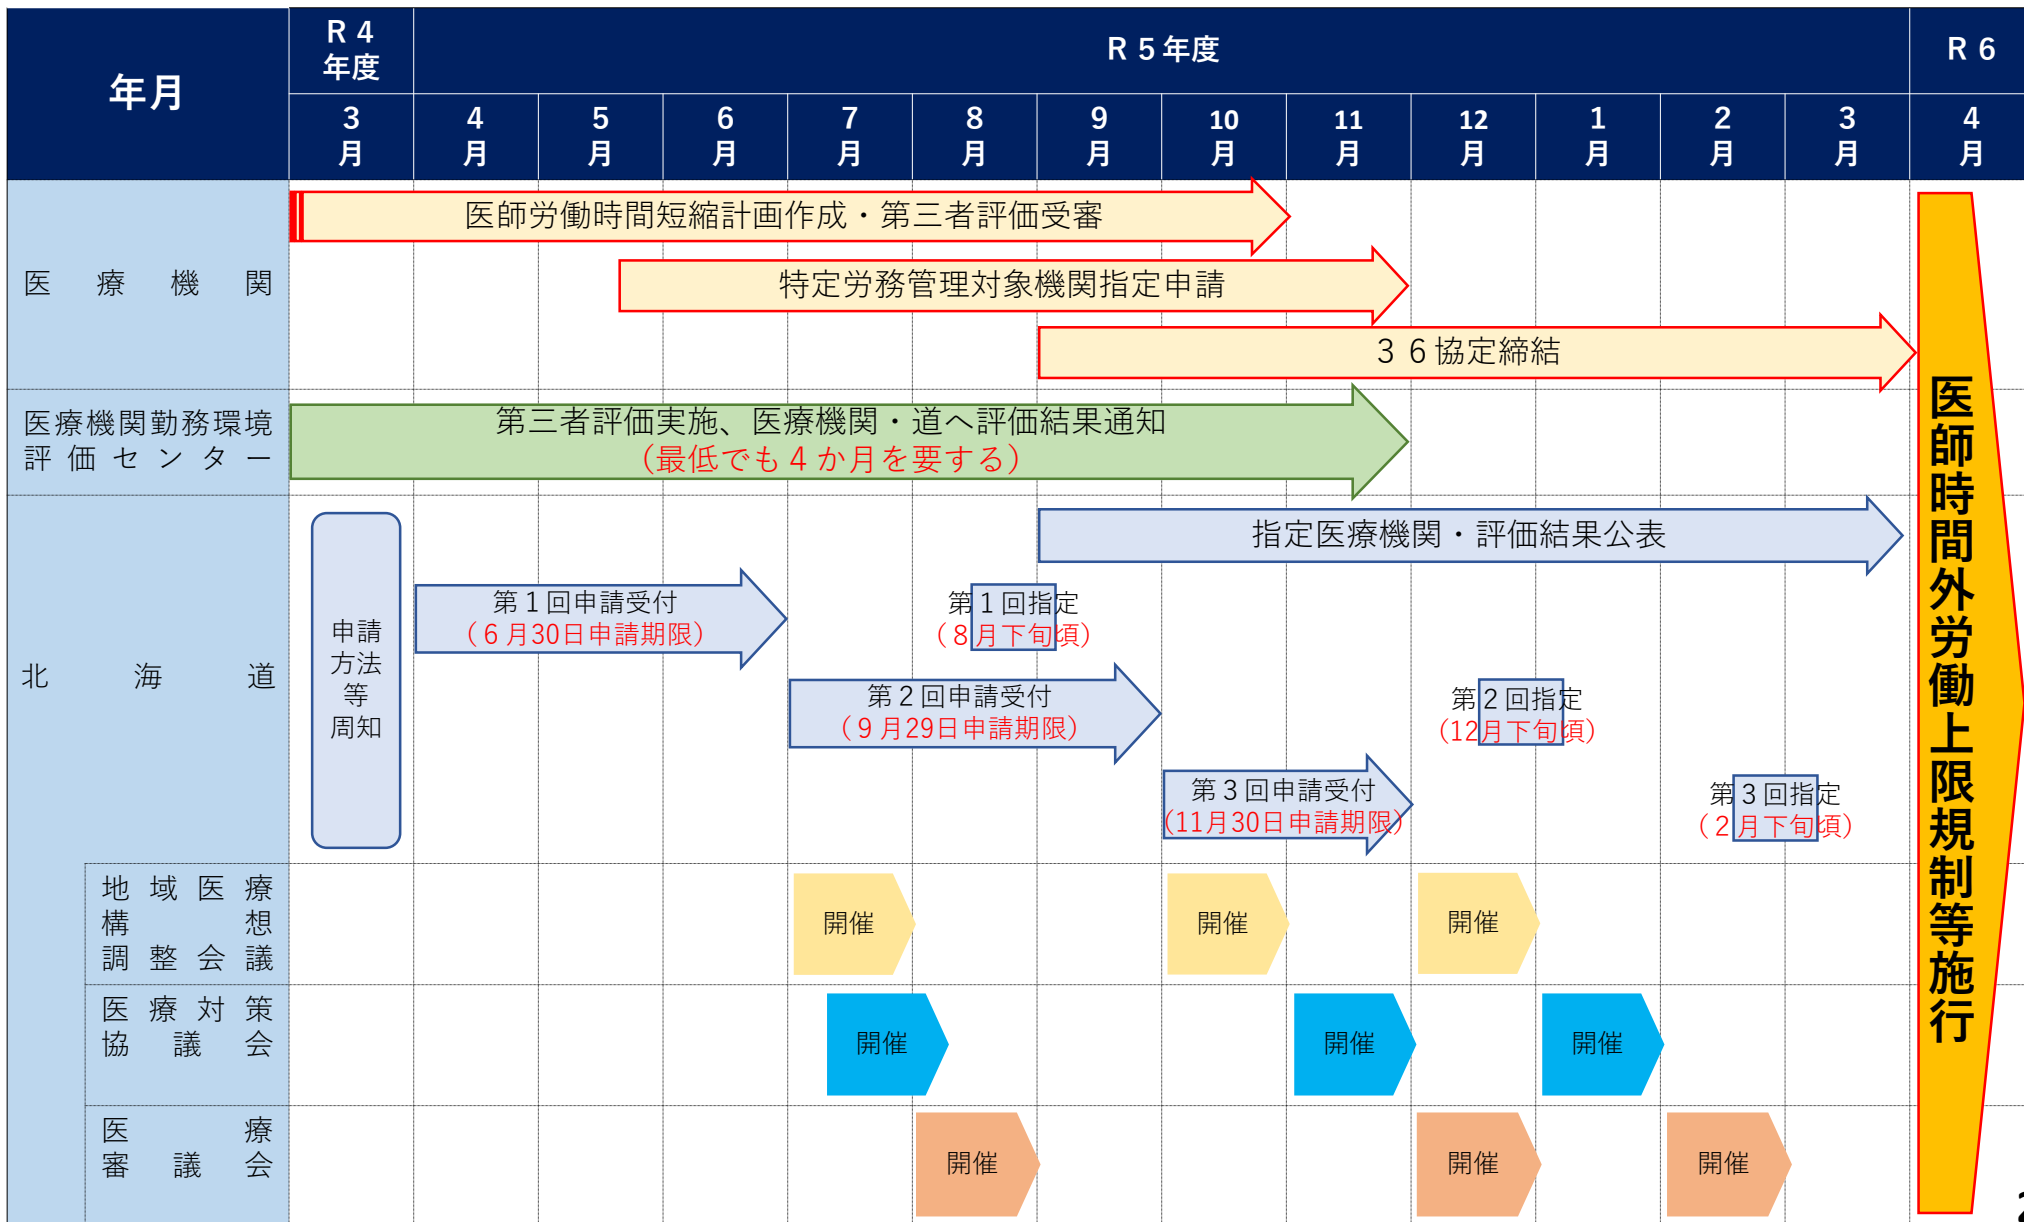 年月
R４
年度
R５年度
R６
３
月
４
月
５
月
６
月
７
月
８
月
９
月
10
月
11
月
12
月
１
月
２
月
３
月
４
月
医療機関
医師労働時間短縮計画作成・第三者評価受審
特定労務管理対象機関指定申請
３６協定締結
医療機関勤務環境
評価センター
第三者評価実施、医療機関・道へ評価結果通知
（最低でも４か月を要する）
北海道
申請
方法
等
周知
指定医療機関・評価結果公表
第１回申請受付
（６月30日申請期限）
第１回指定
（８月下旬頃）
第２回申請受付
（９月29日申請期限）
第２回指定
（12月下旬頃）
第３回申請受付
（11月30日申請期限）
第３回指定
（２月下旬頃）
地域医療
構想
調整会議
開催
開催
開催
医療対策
協議会
開催
開催
開催
医療
審議会
開催
開催
開催
医師時間外労働上限規制等施行